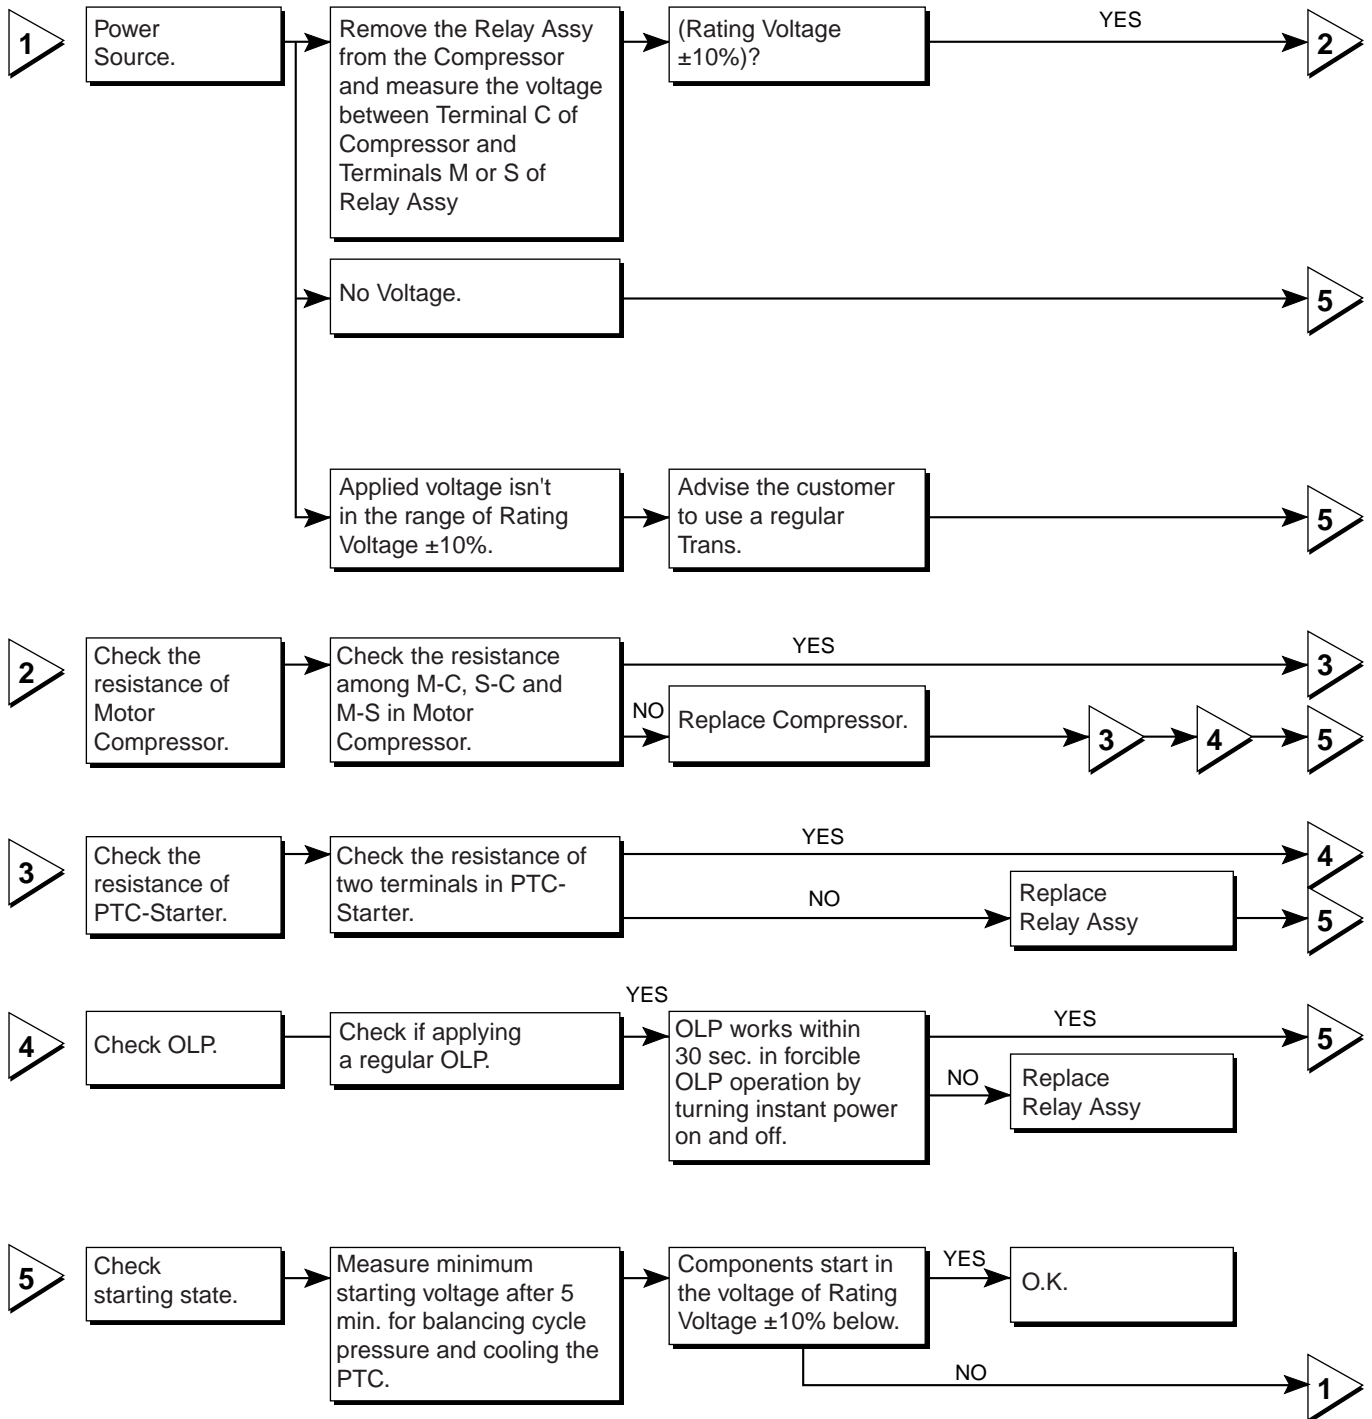 1
Power
Source.
Remove the Relay Assy
from the Compressor
and measure the voltage
between Terminal C of
Compressor and
Terminals M or S of
Relay Assy
(Rating Voltage
±10%)?
YES
2
No Voltage.
5
Applied voltage isn't
in the range of Rating
Voltage ±10%.
Advise the customer
to use a regular
Trans.
5
2
Check the
resistance of
Motor
Compressor.
Check the resistance
among M-C, S-C and
M-S in Motor
Compressor.
YES
3
NO
Replace Compressor.
3
4
5
3
Check the
resistance of
PTC-Starter.
Check the resistance of
two terminals in PTC-
Starter.
YES
4
NO
Replace
Relay Assy
5
4
Check OLP.
Check if applying
a regular OLP.
YES
OLP works within
30 sec. in forcible
OLP operation by
turning instant power
on and off.
YES
5
NO
Replace
Relay Assy
5
Check
starting state.
Measure minimum
starting voltage after 5
min. for balancing cycle
pressure and cooling the
PTC.
Components start in
the voltage of Rating
Voltage ±10% below.
YES
O.K.
NO
1